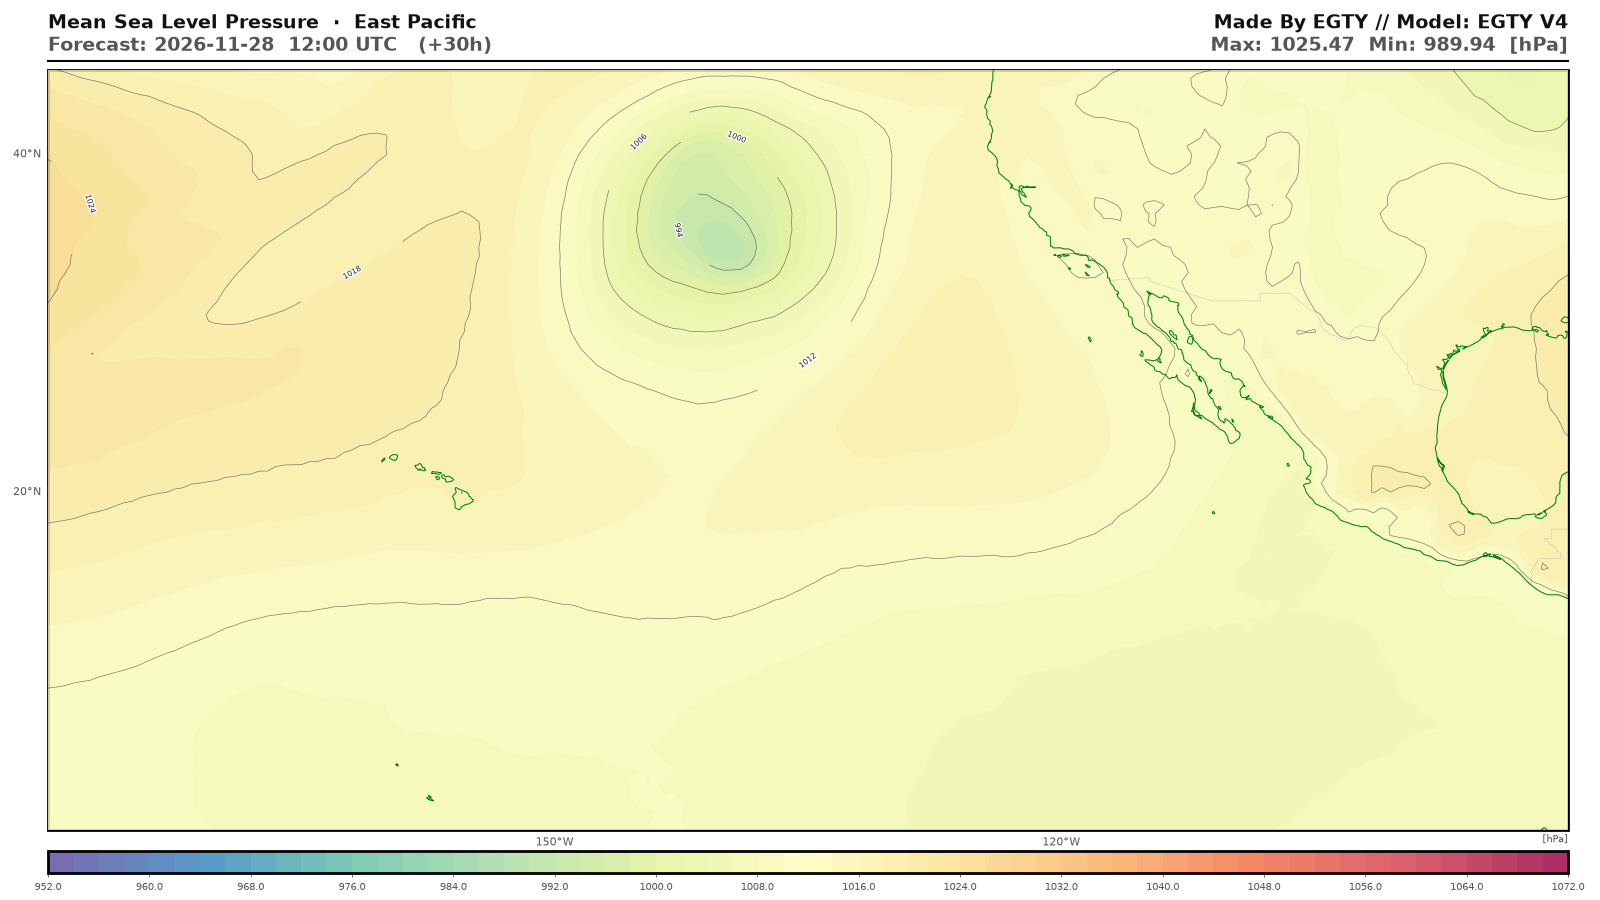 Mean Sea Level Pressure · East Pacific
Made By EGTY // Model: EGTY V4
Forecast: 2026-11-28 12:00 UTC (+30h)
Max: 1025.47 Min: 989.94 [hPa]
1006
1000
40°N
1024
994
1018
1012
20°N
150°W
120°W
[hPa]
952.0
960.0
968.0
976.0
984.0
992.0
1000.0
1008.0
1016.0
1024.0
1032.0
1040.0
1048.0
1056.0
1064.0
1072.0